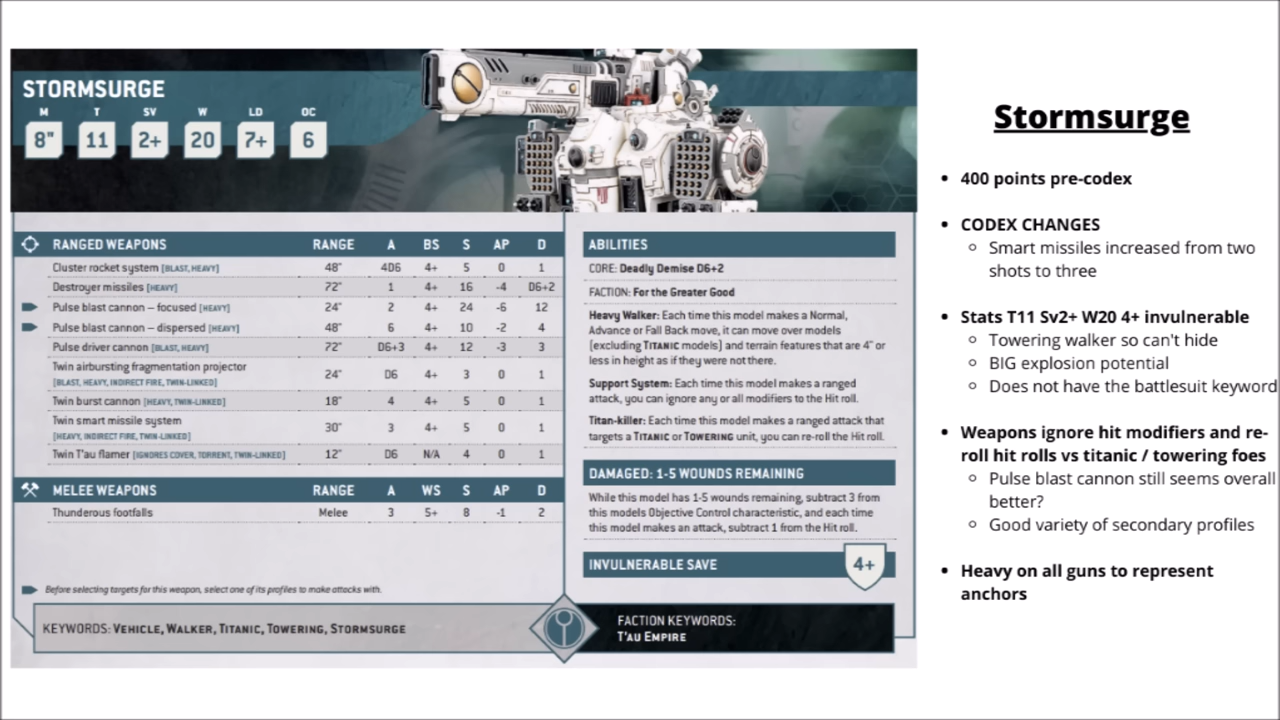 STORMSURGE
M T SV W LD OC
8" 11 2+ 20 7+ 6
RANGED WEAPONS RANGE A BS S AP D
Cluster rocket system [BLAST, HEAVY] 48" 4D6 4+ 5 0 1
Destroyer missiles [HEAVY] 72" 1 4+ 16 -4 D6+2
Pulse blast cannon – focused [HEAVY] 24" 2 4+ 24 -6 12
Pulse blast cannon – dispersed [HEAVY] 48" 6 4+ 10 -2 4
Pulse driver cannon [BLAST, HEAVY] 72" D6+3 4+ 12 -3 3
Twin airbursting fragmentation projector
[BLAST, HEAVY, INDIRECT FIRE, TWIN-LINKED] 24" D6 4+ 3 0 1
Twin burst cannon [HEAVY, TWIN-LINKED] 18" 4 4+ 5 0 1
Twin smart missile system
[HEAVY, INDIRECT FIRE, TWIN-LINKED] 30" 3 4+ 5 0 1
Twin T'au flamer [IGNORES COVER, TORRENT, TWIN-LINKED] 12" D6 N/A 4 0 1
MELEE WEAPONS RANGE A WS S AP D
Thunderous footfalls Melee 3 5+ 8 -1 2
Before selecting targets for this weapon, select one of its profiles to make attacks with.
KEYWORDS: VEHICLE, WALKER, TITANIC, TOWERING, STORMSURGE
ABILITIES
CORE: Deadly Demise D6+2
FACTION: For the Greater Good
Heavy Walker: Each time this model makes a Normal,
Advance or Fall Back move, it can move over models
(excluding TITANIC models) and terrain features that are 4" or
less in height as if they were not there.
Support System: Each time this model makes a ranged
attack, you can ignore any or all modifiers to the Hit roll.
Titan-killer: Each time this model makes a ranged attack that
targets a TITANIC or TOWERING unit, you can re-roll the Hit roll.
DAMAGED: 1-5 WOUNDS REMAINING
While this model has 1-5 wounds remaining, subtract 3 from
this models Objective Control characteristic, and each time
this model makes an attack, subtract 1 from the Hit roll.
INVULNERABLE SAVE 4+
FACTION KEYWORDS:
T'AU EMPIRE
Stormsurge
• 400 points pre-codex
• CODEX CHANGES
◦ Smart missiles increased from two
shots to three
• Stats T11 Sv2+ W20 4+ invulnerable
◦ Towering walker so can't hide
◦ BIG explosion potential
◦ Does not have the battlesuit keyword
• Weapons ignore hit modifiers and re-
roll hit rolls vs titanic / towering foes
◦ Pulse blast cannon still seems overall
better?
◦ Good variety of secondary profiles
• Heavy on all guns to represent
anchors